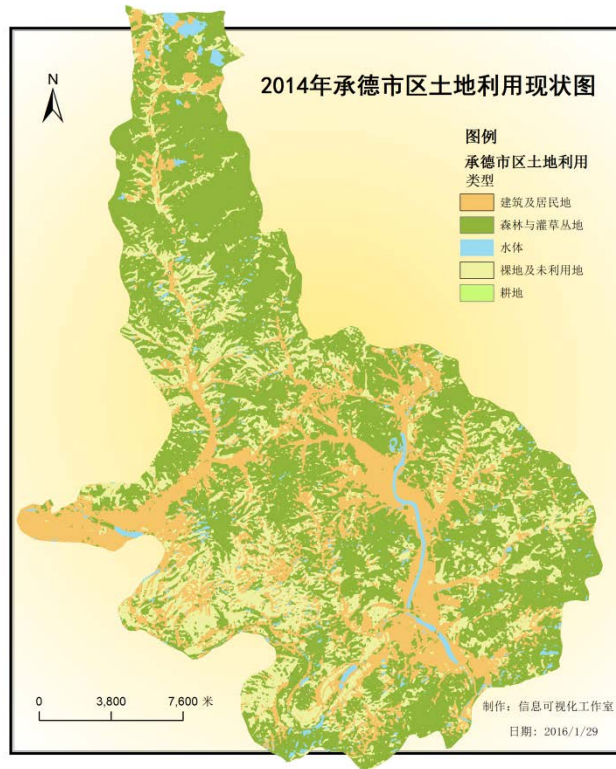 2014年承德市区土地利用现状图
N
图例
承德市区土地利用
类型
建筑及居民地
森林与灌草丛地
水体
裸地及未利用地
耕地
0 3,800 7,600 米
制作：信息可视化工作室
日期: 2016/1/29